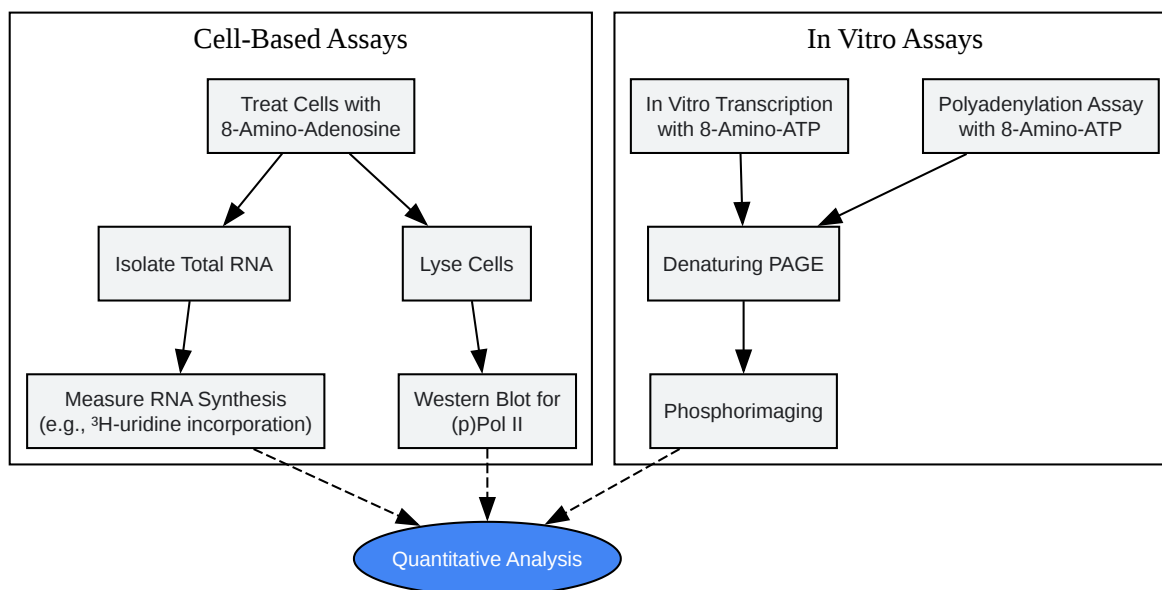 Cell-Based Assays
Treat Cells with
8-Amino-Adenosine
Isolate Total RNA
Lyse Cells
Measure RNA Synthesis
(e.g., ³H-uridine incorporation)
Western Blot for
(p)Pol II
In Vitro Assays
In Vitro Transcription
with 8-Amino-ATP
Polyadenylation Assay
with 8-Amino-ATP
Denaturing PAGE
Phosphorimaging
Quantitative Analysis